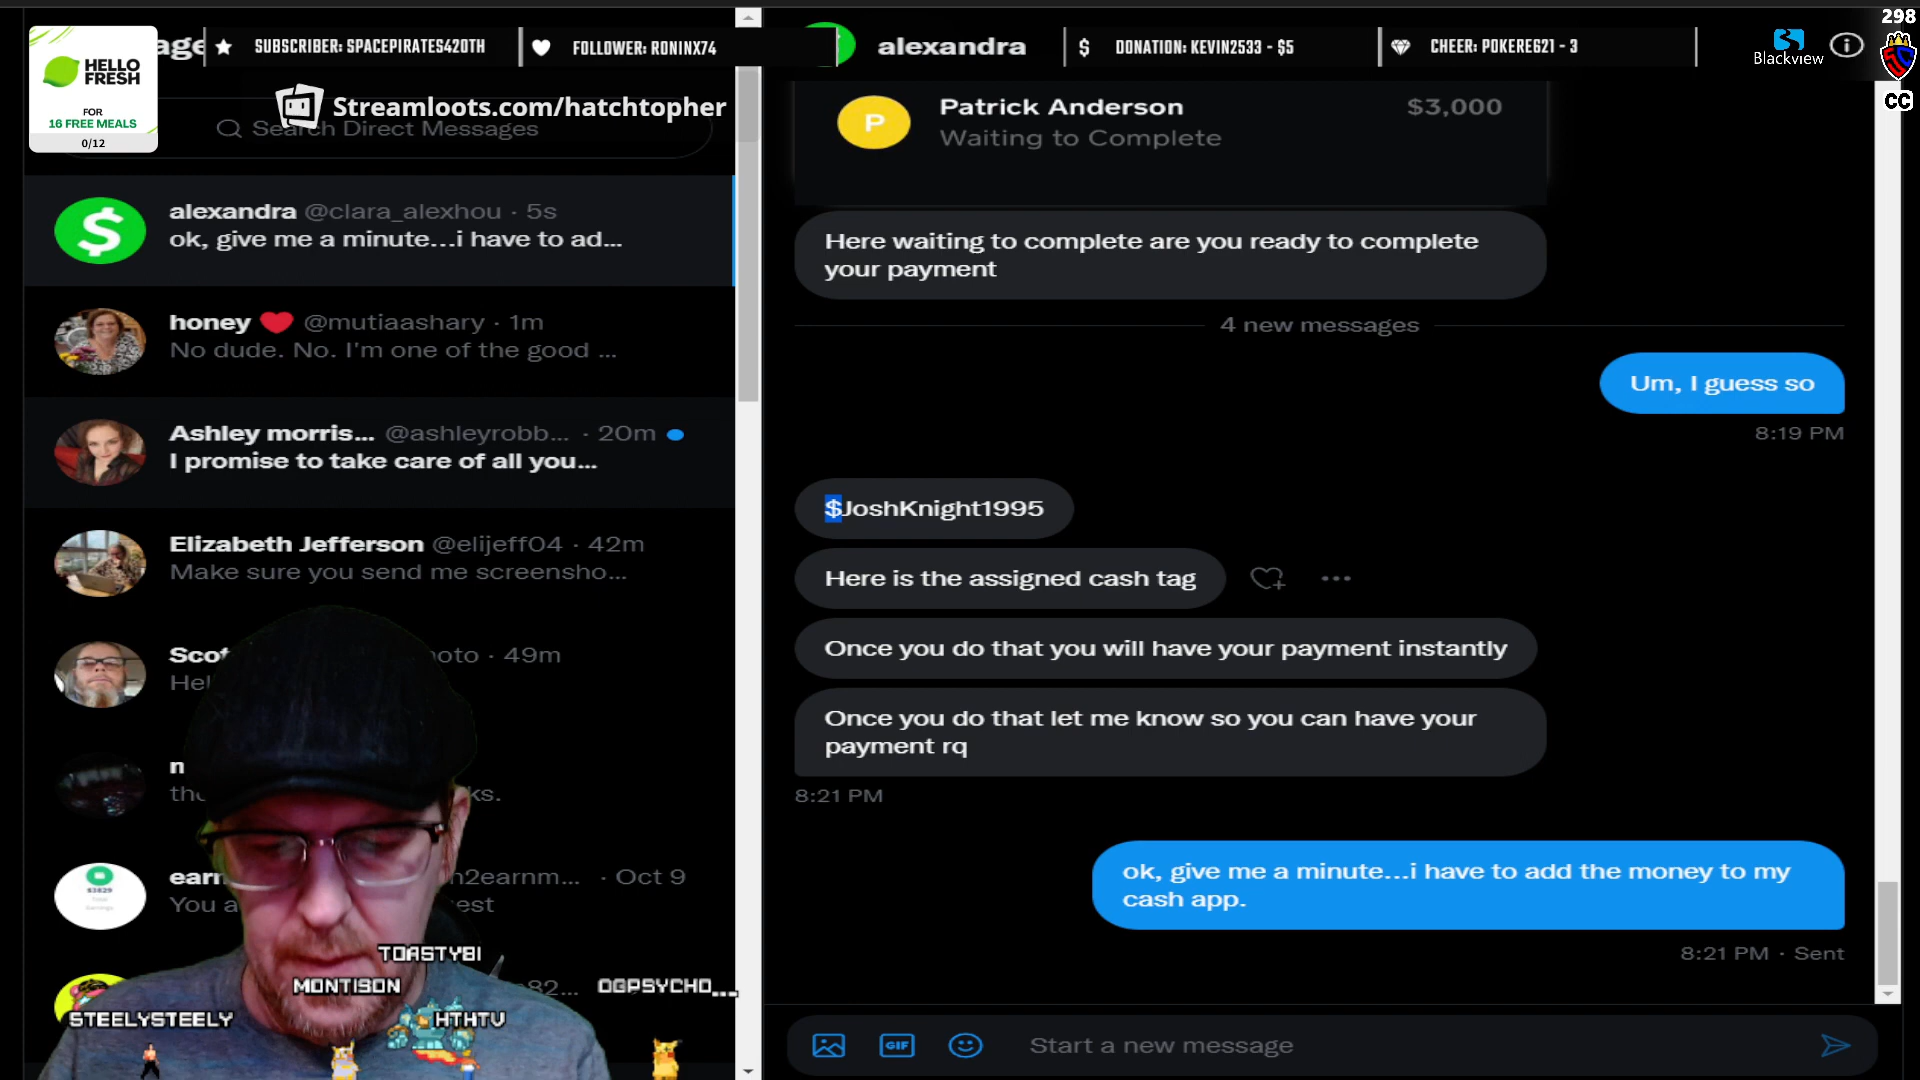 HELLO
FRESH
FOR
16 FREE MEALS
0/12
SUBSCRIBER: SPACEPIRATES420TH
FOLLOWER: RONINX74
DONATION: KEVIN2533 - $5
CHEER: POKERE621 - 3
Blackview
298
CC
Streamloots.com/hatchtopher
Search Direct Messages
alexandra @clara_alexhou · 5s
ok, give me a minute...i have to ad...
honey ❤️ @mutiaashary · 1m
No dude. No. I'm one of the good ...
Ashley morris... @ashleyrobb... · 20m
I promise to take care of all you...
Elizabeth Jefferson @elijeff04 · 42m
Make sure you send me screensho...
oto · 49m
· Oct 9
TOASTYBI
MONTISON
OGPSYCHO...
STEELYSTEELY
HTHTV
alexandra
P
Patrick Anderson $3,000
Waiting to Complete
Here waiting to complete are you ready to complete
your payment
4 new messages
Um, I guess so
8:19 PM
$JoshKnight1995
Here is the assigned cash tag
Once you do that you will have your payment instantly
Once you do that let me know so you can have your
payment rq
8:21 PM
ok, give me a minute...i have to add the money to my
cash app.
8:21 PM · Sent
GIF
Start a new message